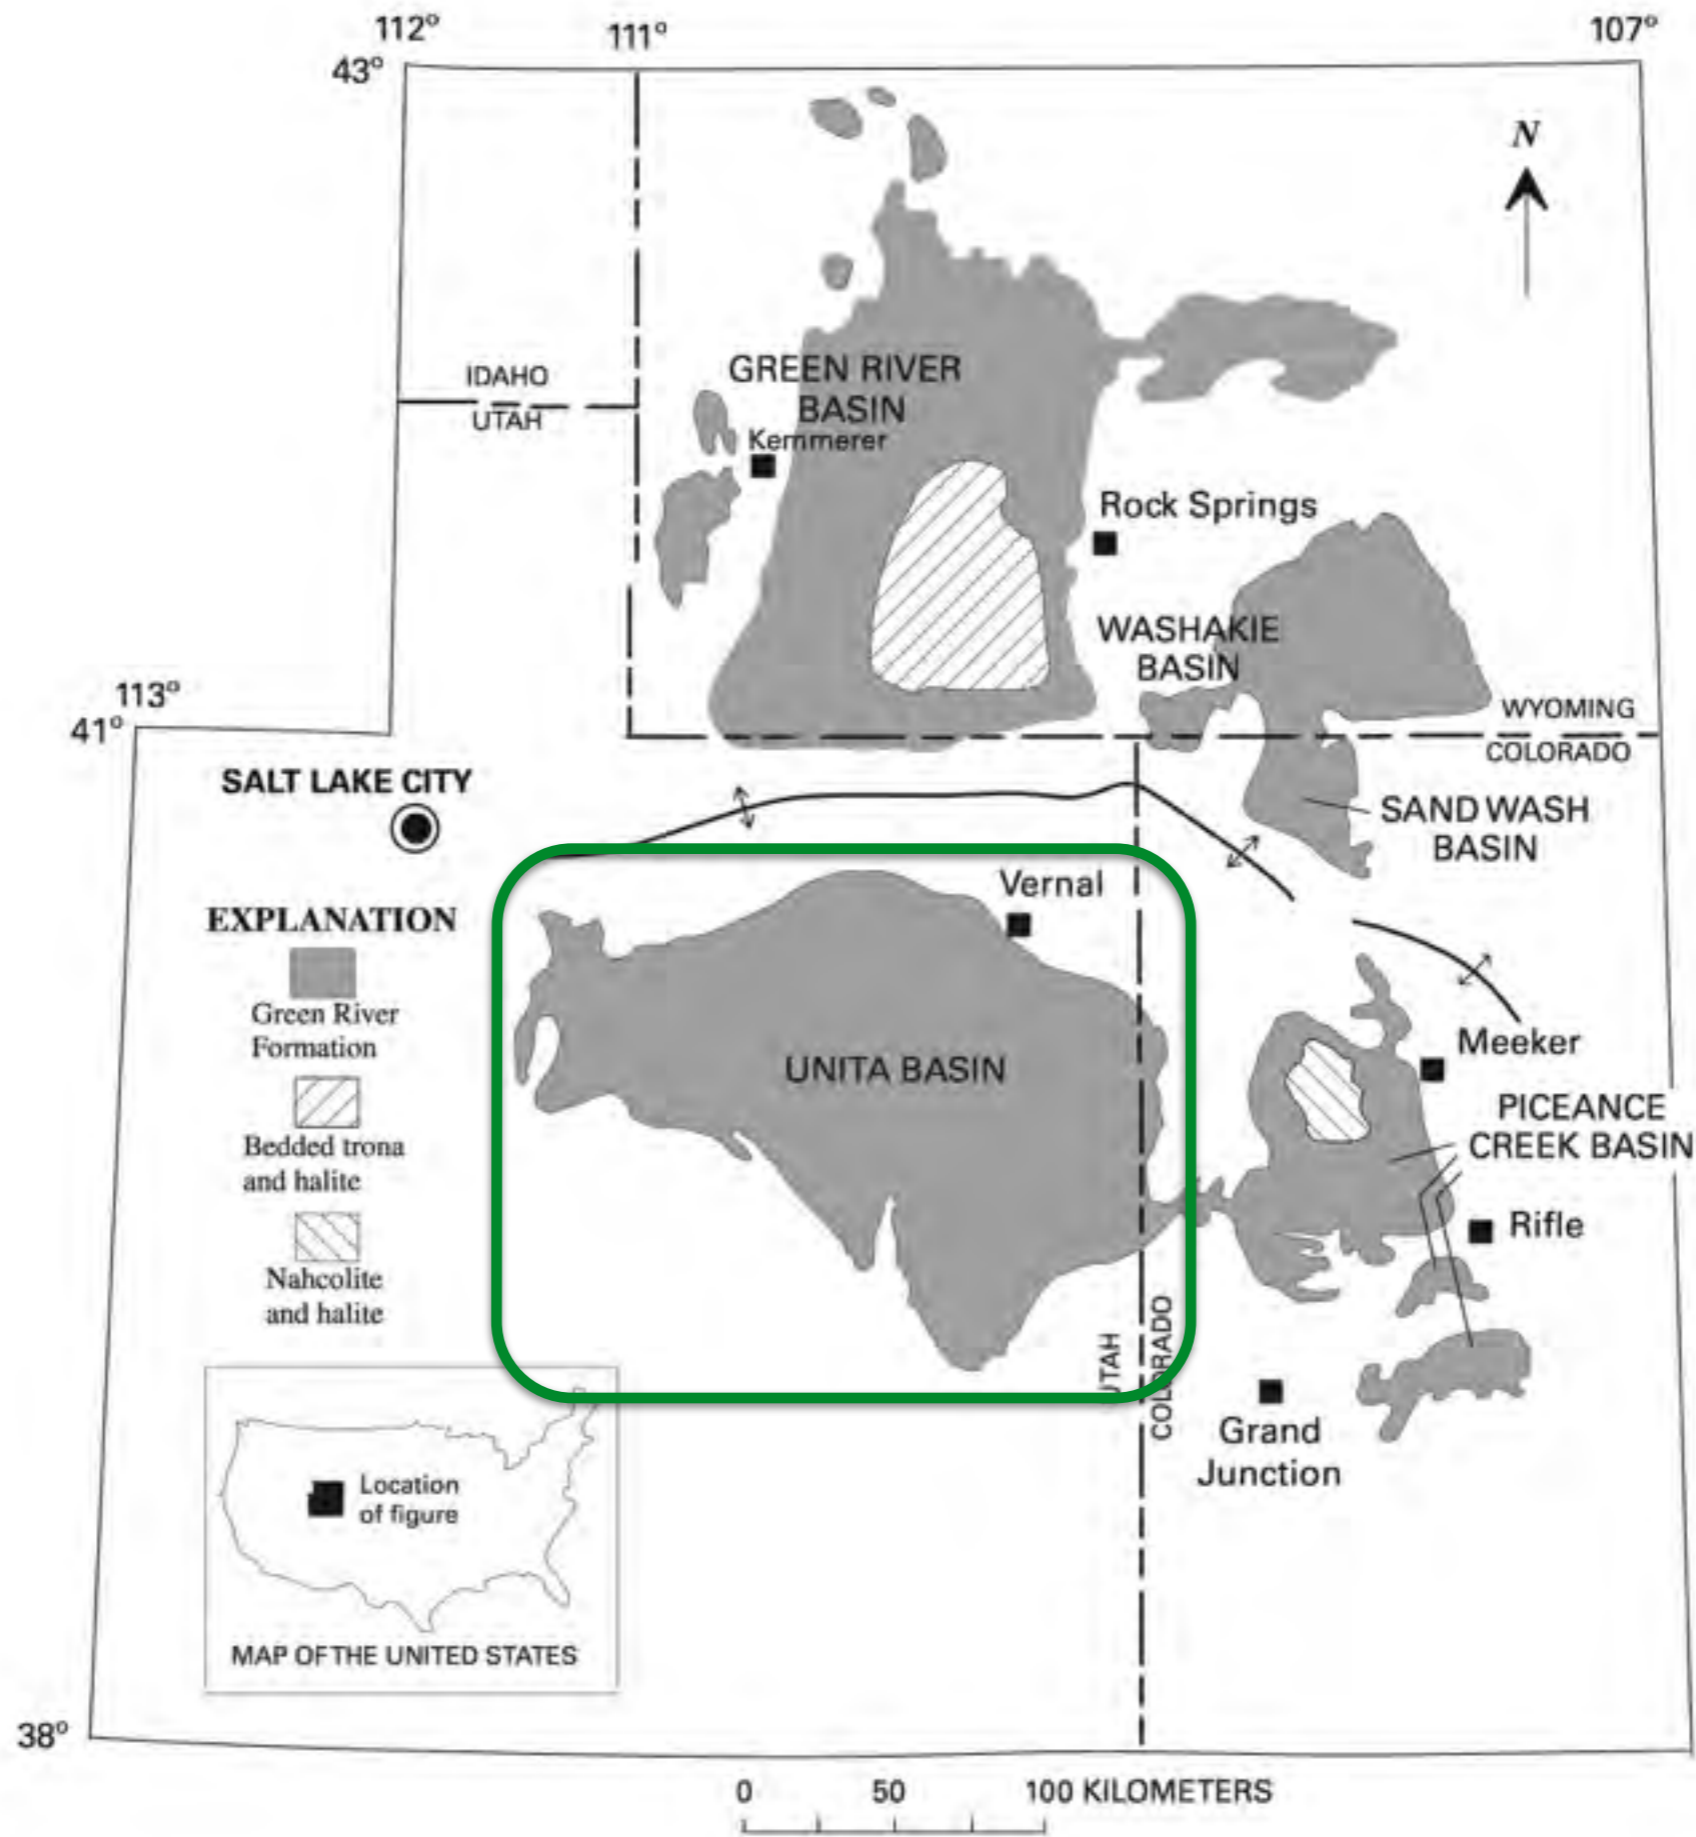 112°
111°
107°
43°
N
IDAHO
UTAH
GREEN RIVER
BASIN
Kemmerer
Rock Springs
WASHAKIE
BASIN
113°
41°
WYOMING
COLORADO
SALT LAKE CITY
SAND WASH
BASIN
Vernal
EXPLANATION
Green River
Formation
Bedded trona
and halite
Nahcolite
and halite
UNITA BASIN
Meeker
PICEANCE
CREEK BASIN
Rifle
UTAH
COLORADO
Grand
Junction
Location
of figure
MAP OF THE UNITED STATES
38°
0 50 100 KILOMETERS